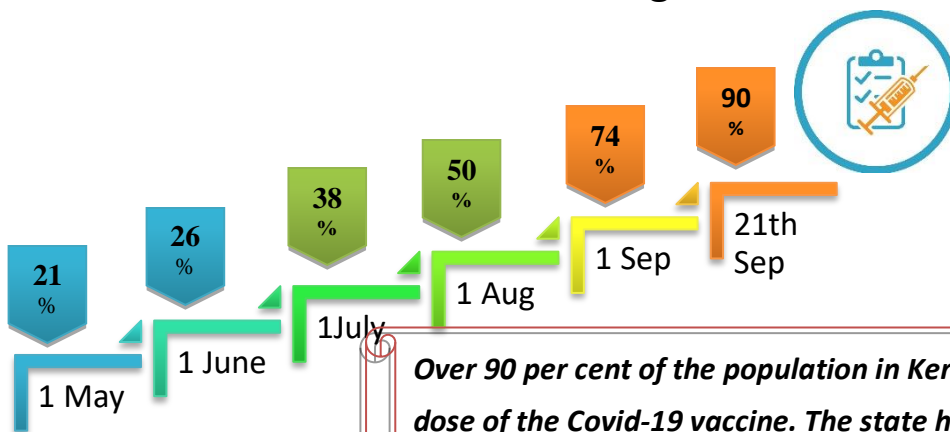 90
%
74
%
50
%
38
%
26
%
21
%
21th
Sep
1 Sep
1 Aug
1July
1 June
1 May
Over 90 per cent of the population in
dose of the Covid-19 vaccine. The state